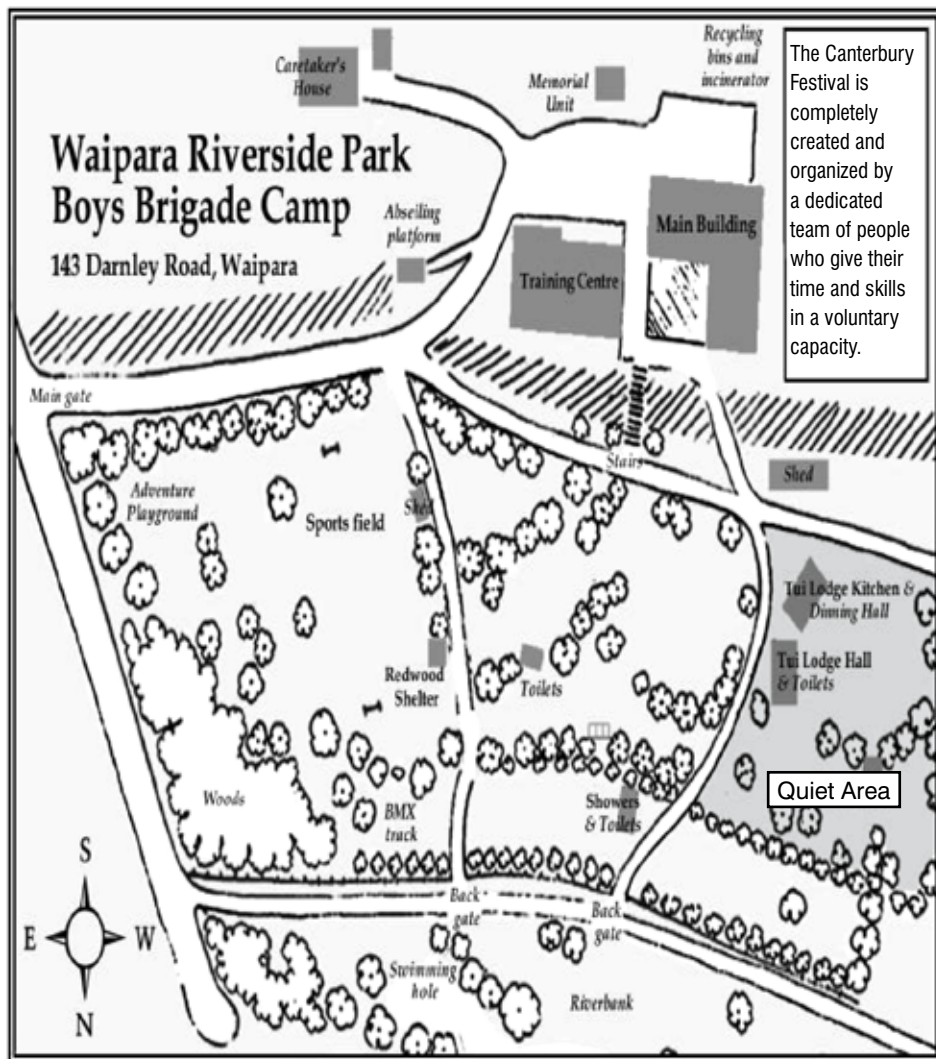 Caretaker's
House
Memorial
Unit
Recycling
bins and
incinerator
The Canterbury
Festival is
completely
created and
organized by
a dedicated
team of people
who give their
time and skills
in a voluntary
capacity.
Waipara Riverside Park
Boys Brigade Camp
143 Darnley Road, Waipara
Abseiling
platform
Main Building
Training Centre
Main gate
Stairs
Shed
Adventure
Playground
Sports field
Shed
Tui Lodge Kitchen &
Dinning Hall
Tui Lodge Hall
& Toilets
Redwood
Shelter
Toilets
Quiet Area
Woods
BMX
track
Showers
& Toilets
S
E W
N
Back
gate
Back
gate
Swimming
hole
Riverbank